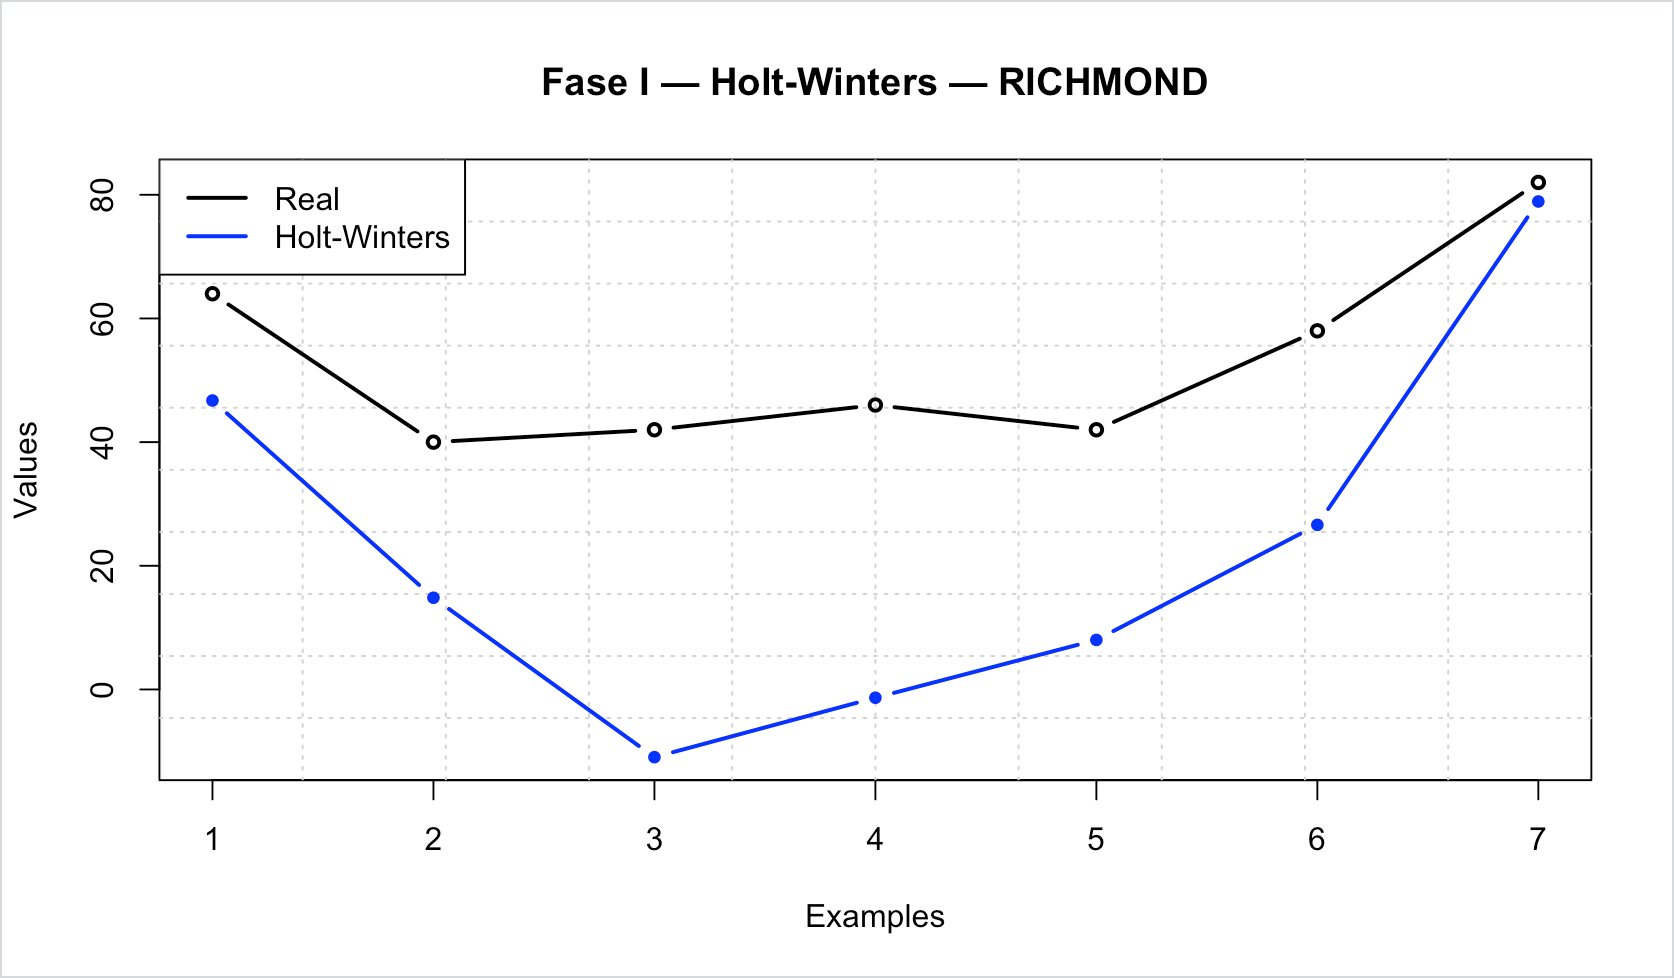 Fase I — Holt-Winters — RICHMOND
Real
Holt-Winters
Values
80
60
40
20
0
1 2 3 4 5 6 7
Examples